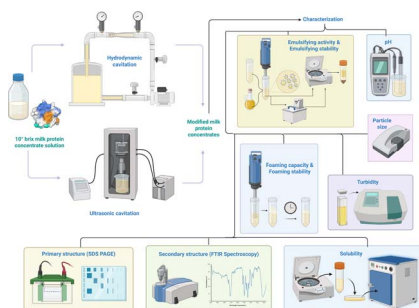 Characterization
Hydrodynamic
cavitation
Emulsifying activity &
Emulsifying stability
pH
10° brix milk protein
concentrate solution
Modified milk
protein
concentrates
Particle
size
Foaming capacity &
Foaming stability
Turbidity
Ultrasonic cavitation
Primary structure (SDS PAGE)
Secondary structure (FTIR Spectroscopy)
Solubility